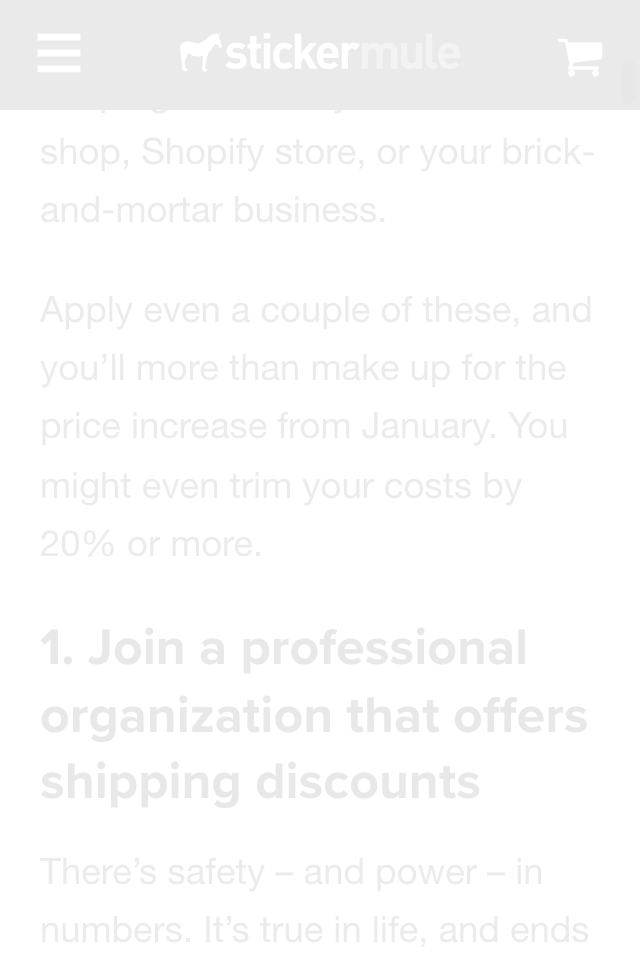 stickermule
shop, Shopify store, or your brick-
and-mortar business.
Apply even a couple of these, and
you’ll more than make up for the
price increase from January. You
might even trim your costs by
20% or more.
1. Join a professional
organization that offers
shipping discounts
There’s safety – and power – in
numbers. It’s true in life, and ends